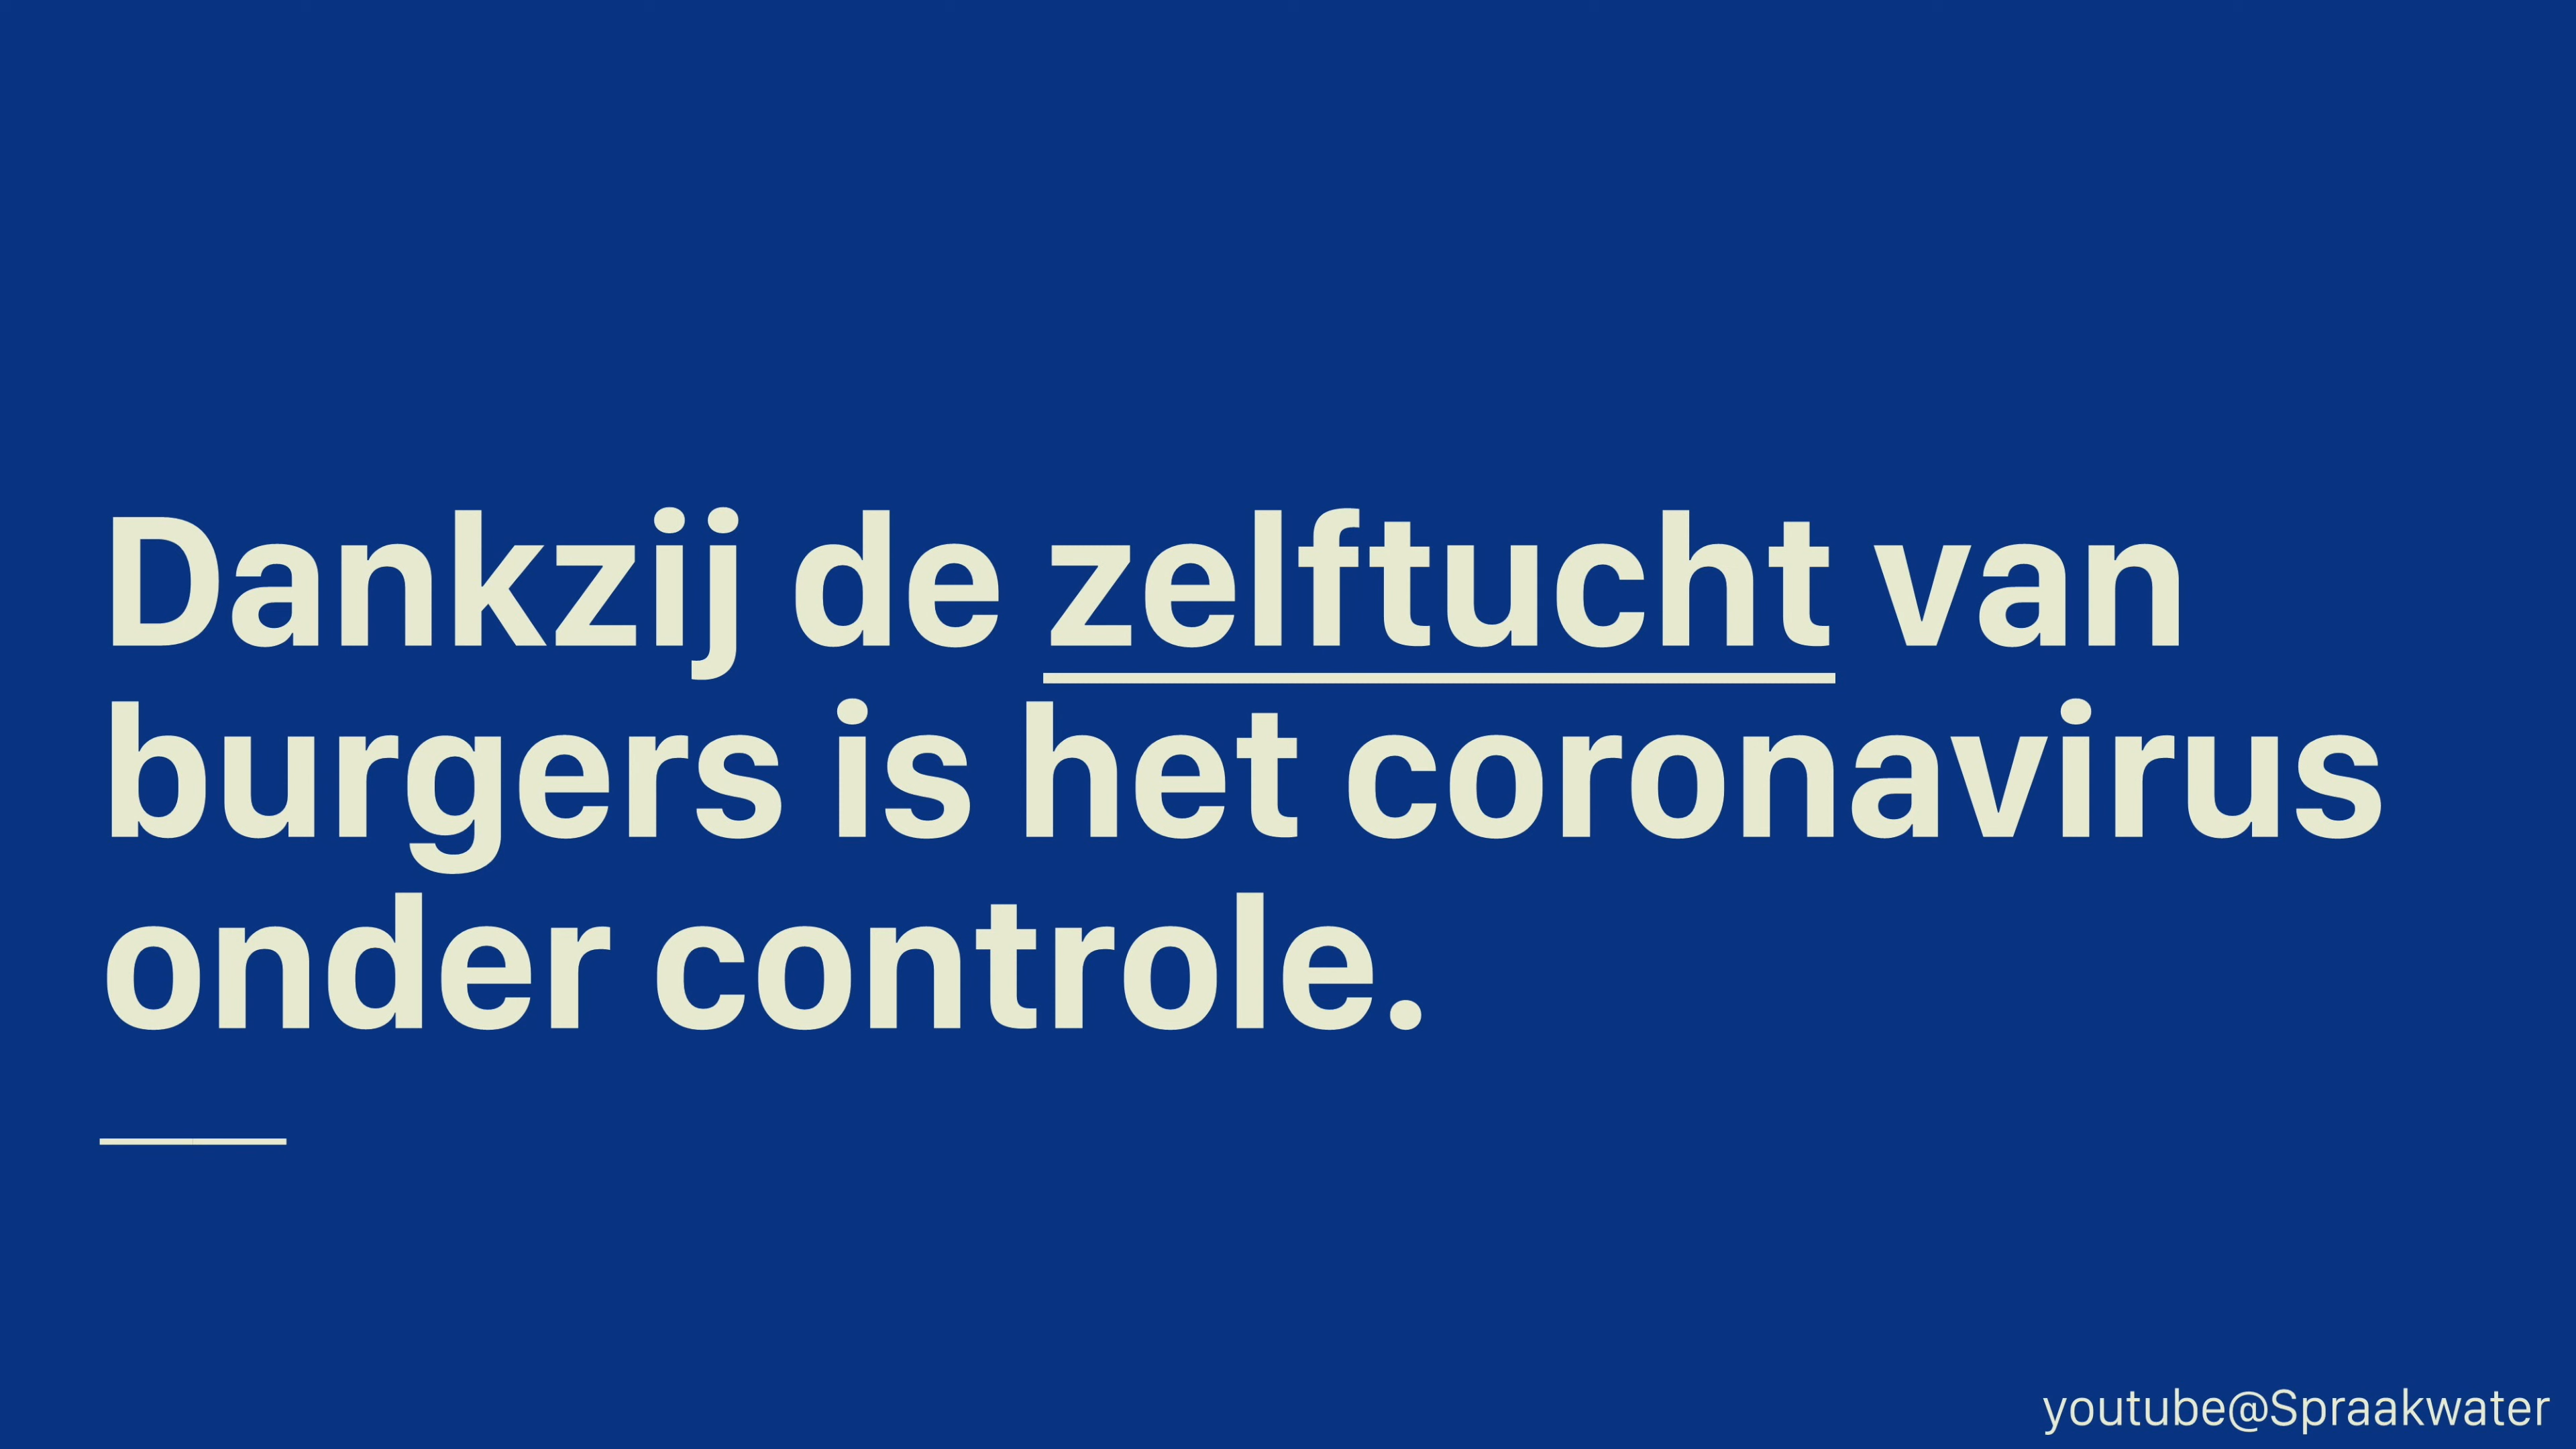 Dankzij de zelftucht van
burgers is het coronavirus
onder controle.
youtube@Spraakwater